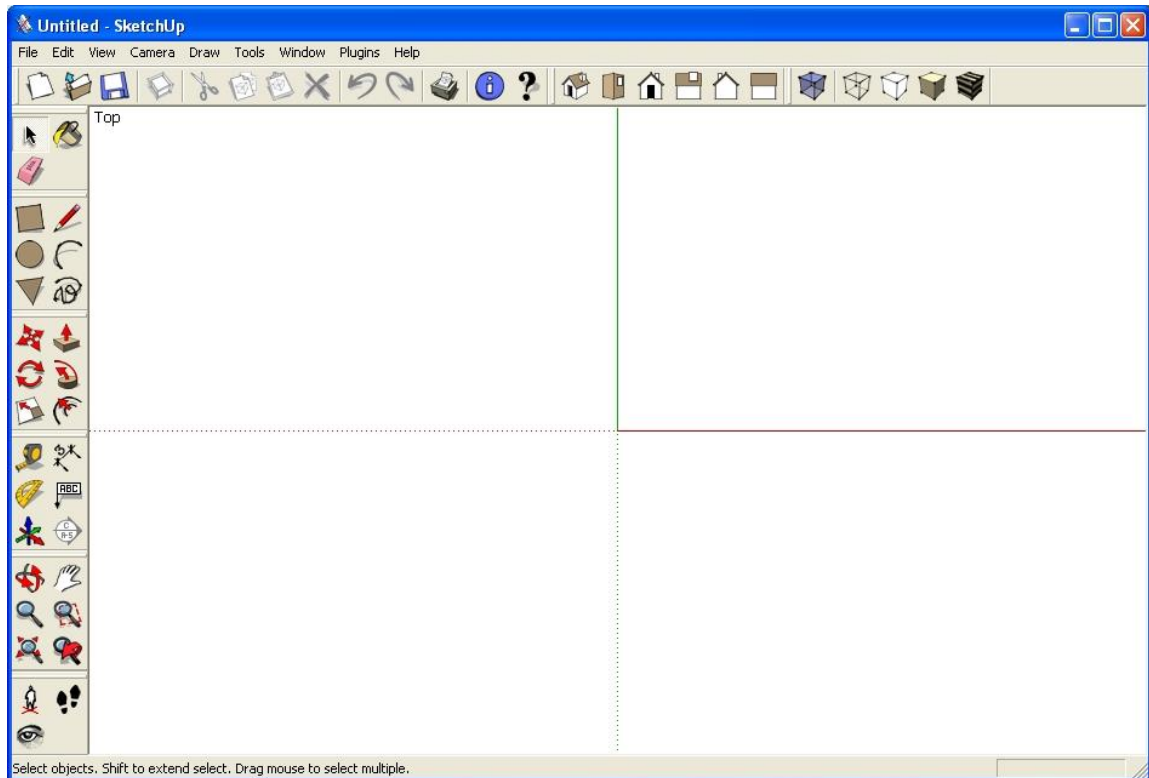 Untitled - SketchUp
File Edit View Camera Draw Tools Window Plugins Help
Top
ABC
C
A-5
Select objects. Shift to extend select. Drag mouse to select multiple.